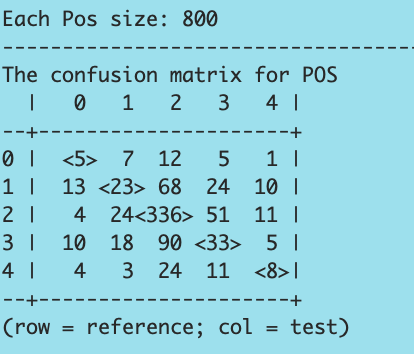 Each Pos size: 800
------------------------------------
The confusion matrix for POS
  |   0   1   2   3   4 |
--+---------------------+
0 |  <5>  7  12   5   1 |
1 |  13 <23> 68  24  10 |
2 |   4  24<336> 51  11 |
3 |  10  18  90 <33>  5 |
4 |   4   3  24  11  <8>|
--+---------------------+
(row = reference; col = test)